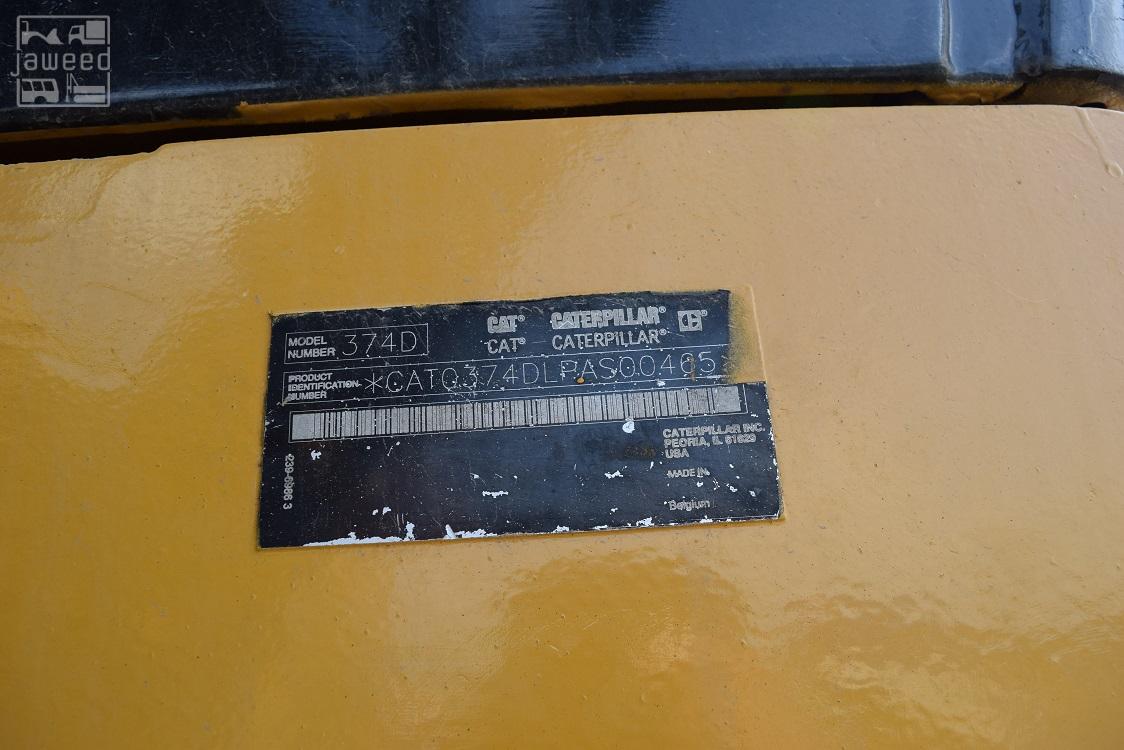 jaweed
MODEL NUMBER 374D
CAT® CATERPILLAR®
CAT® CATERPILLAR®
PRODUCT IDENTIFICATION NUMBER *CAT0374DLPAS00465
CATERPILLAR INC.
PEORIA, IL 61629
USA
MADE IN
Belgium
239-6986 3